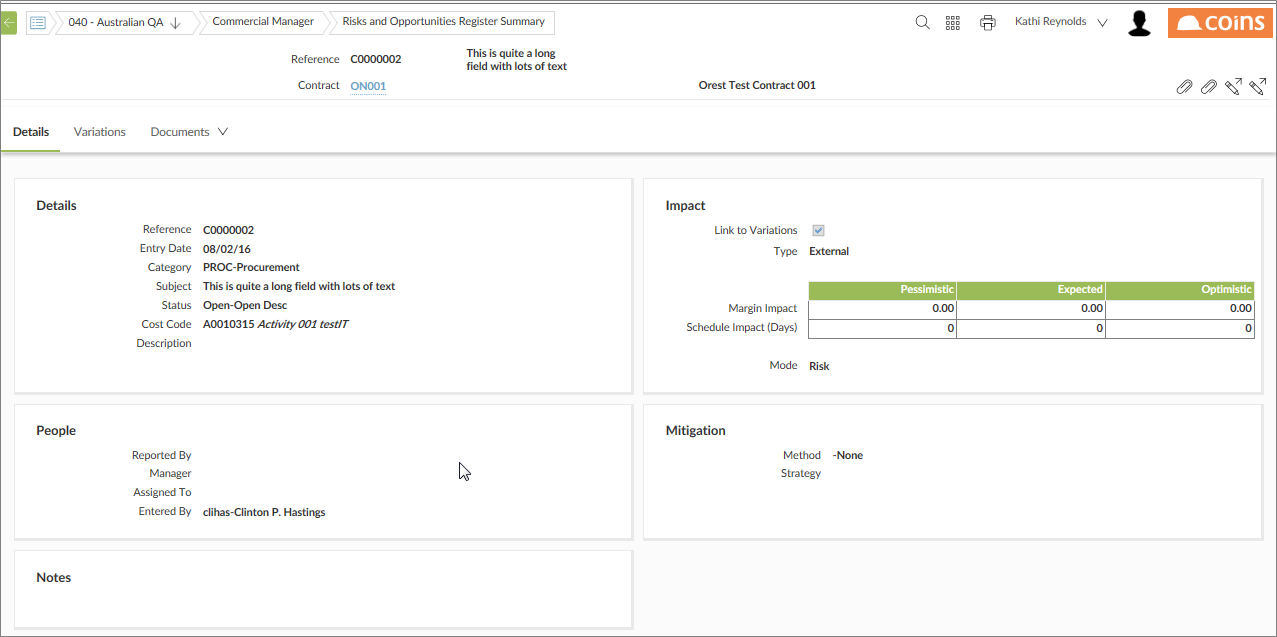 040 - Australian QA
Commercial Manager
Risks and Opportunities Register Summary
Kathi Reynolds
coins
Reference C0000002
This is quite a long
field with lots of text
Contract ON001
Orest Test Contract 001
Details
Variations
Documents
Details
Reference C0000002
Entry Date 08/02/16
Category PROC-Procurement
Subject This is quite a long field with lots of text
Status Open-Open Desc
Cost Code A0010315 Activity 001 testIT
Description
Impact
Link to Variations
Type External
Pessimistic Expected Optimistic
Margin Impact 0.00 0.00 0.00
Schedule Impact (Days) 0 0 0
Mode Risk
People
Reported By
Manager
Assigned To
Entered By clihas-Clinton P. Hastings
Mitigation
Method -None
Strategy
Notes